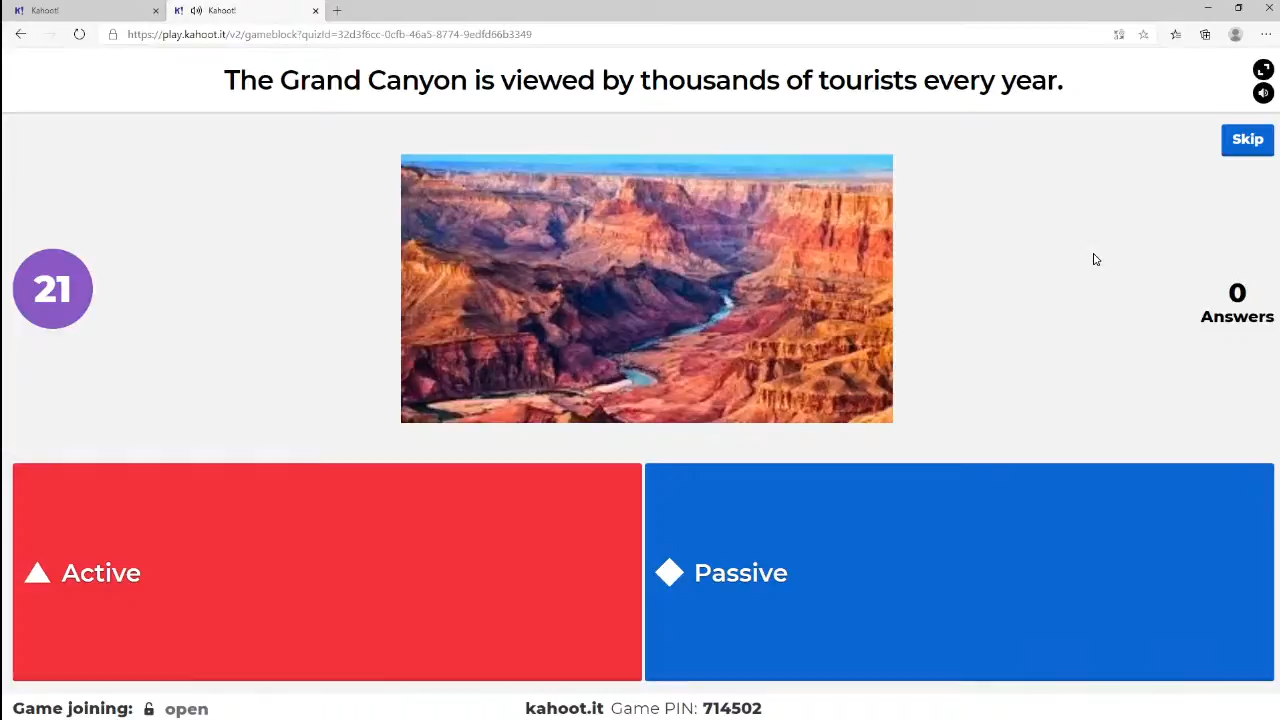 Kahoot!
Kahoot!
https://play.kahoot.it/v2/gameblock?quizId=32d3f6cc-0cfb-46a5-8774-9edfd66b3349
The Grand Canyon is viewed by thousands of tourists every year.
Skip
21
0
Answers
Active
Passive
Game joining: open
kahoot.it Game PIN: 714502